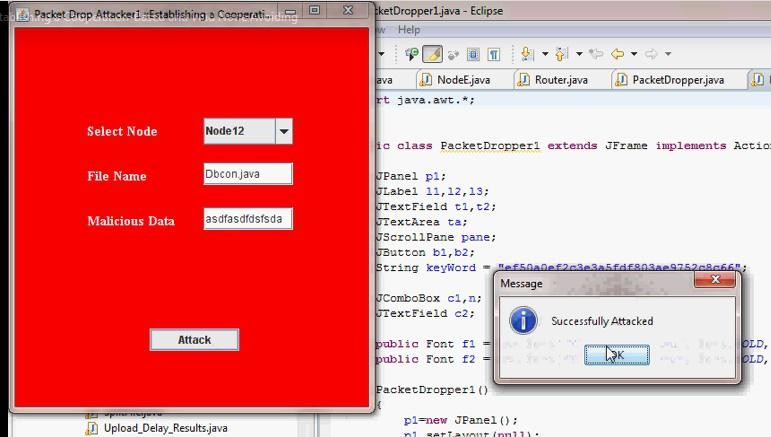 Packet Drop Attacker1 ::Establishing a Cooperati...
cketDropper1.java - Eclipse
Help
Select Node
Node12
File Name
Dbcon.java
Malicious Data
asdfasdfdsfsda
Attack
ava
NodeE.java
Router.java
PacketDropper.java
rt java.awt.*;
ic class PacketDropper1 extends JFrame implements Action
JPanel p1;
JLabel l1,l2,l3;
JTextField t1,t2;
JTextArea ta;
JScrollPane pane;
JButton b1,b2;
String keyWord = "ef50a0ef2c3e3a5fdf803ae9752c8c66";
JComboBox c1,n;
JTextField c2;
public Font f1 =
OLD,
public Font f2 =
OLD,
PacketDropper1()
{
p1=new JPanel();
p1.setLayout(null);
Message
Successfully Attacked
OK
Upload_Delay_Results.java